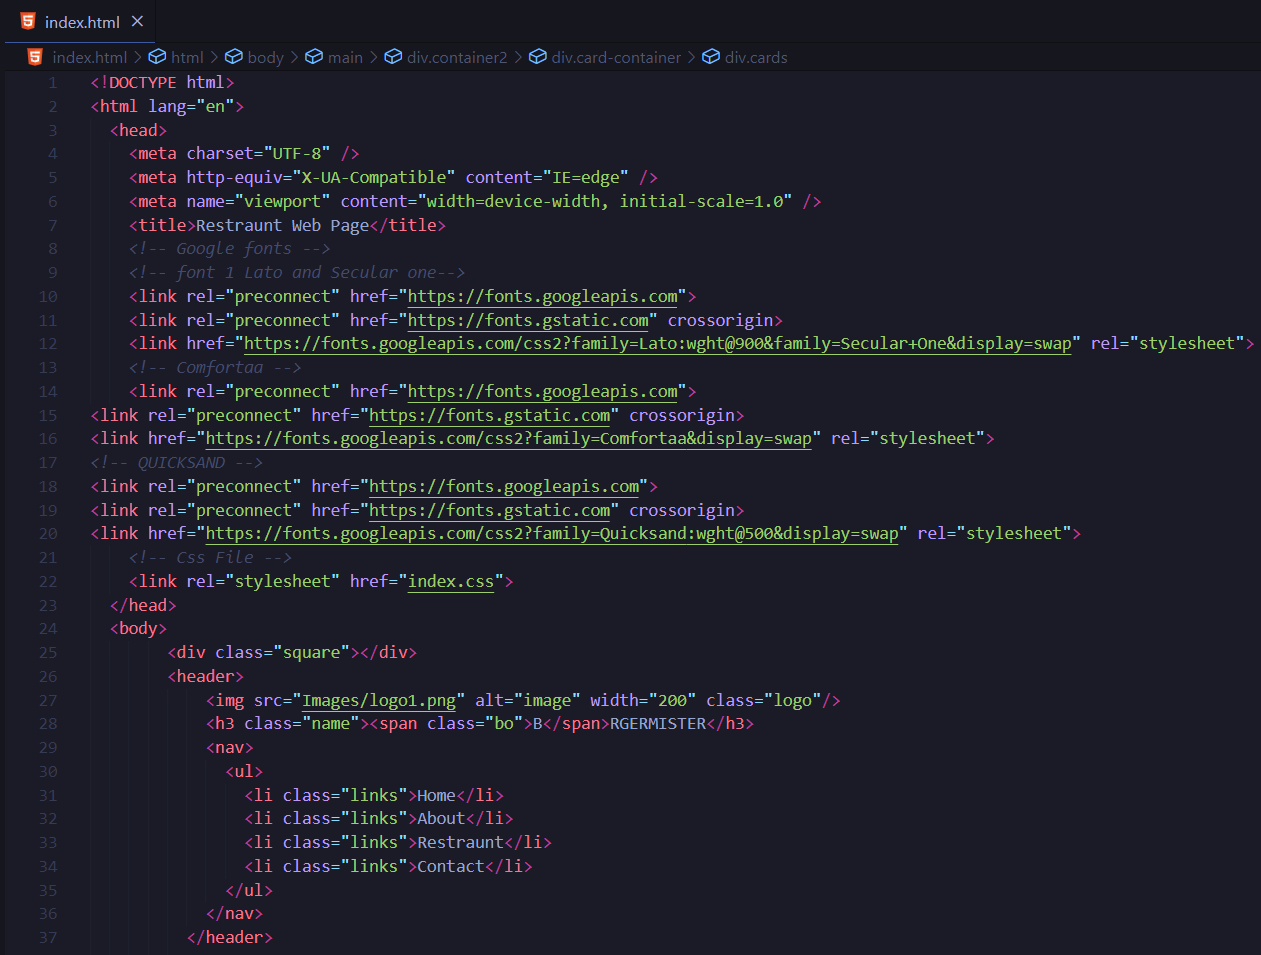 index.html ×
index.html > html > body > main > div.container2 > div.card-container > div.cards
1 <!DOCTYPE html>
2 <html lang="en">
3 <head>
4 <meta charset="UTF-8" />
5 <meta http-equiv="X-UA-Compatible" content="IE=edge" />
6 <meta name="viewport" content="width=device-width, initial-scale=1.0" />
7 <title>Restraunt Web Page</title>
8 <!-- Google fonts -->
9 <!-- font 1 Lato and Secular one-->
10 <link rel="preconnect" href="https://fonts.googleapis.com">
11 <link rel="preconnect" href="https://fonts.gstatic.com" crossorigin>
12 <link href="https://fonts.googleapis.com/css2?family=Lato:wght@900&family=Secular+One&display=swap" rel="stylesheet">
13 <!-- Comfortaa -->
14 <link rel="preconnect" href="https://fonts.googleapis.com">
15 <link rel="preconnect" href="https://fonts.gstatic.com" crossorigin>
16 <link href="https://fonts.googleapis.com/css2?family=Comfortaa&display=swap" rel="stylesheet">
17 <!-- QUICKSAND -->
18 <link rel="preconnect" href="https://fonts.googleapis.com">
19 <link rel="preconnect" href="https://fonts.gstatic.com" crossorigin>
20 <link href="https://fonts.googleapis.com/css2?family=Quicksand:wght@500&display=swap" rel="stylesheet">
21 <!-- Css File -->
22 <link rel="stylesheet" href="index.css">
23 </head>
24 <body>
25 <div class="square"></div>
26 <header>
27 <img src="Images/logo1.png" alt="image" width="200" class="logo"/>
28 <h3 class="name"><span class="bo">B</span>RGERMISTER</h3>
29 <nav>
30 <ul>
31 <li class="links">Home</li>
32 <li class="links">About</li>
33 <li class="links">Restraunt</li>
34 <li class="links">Contact</li>
35 </ul>
36 </nav>
37 </header>